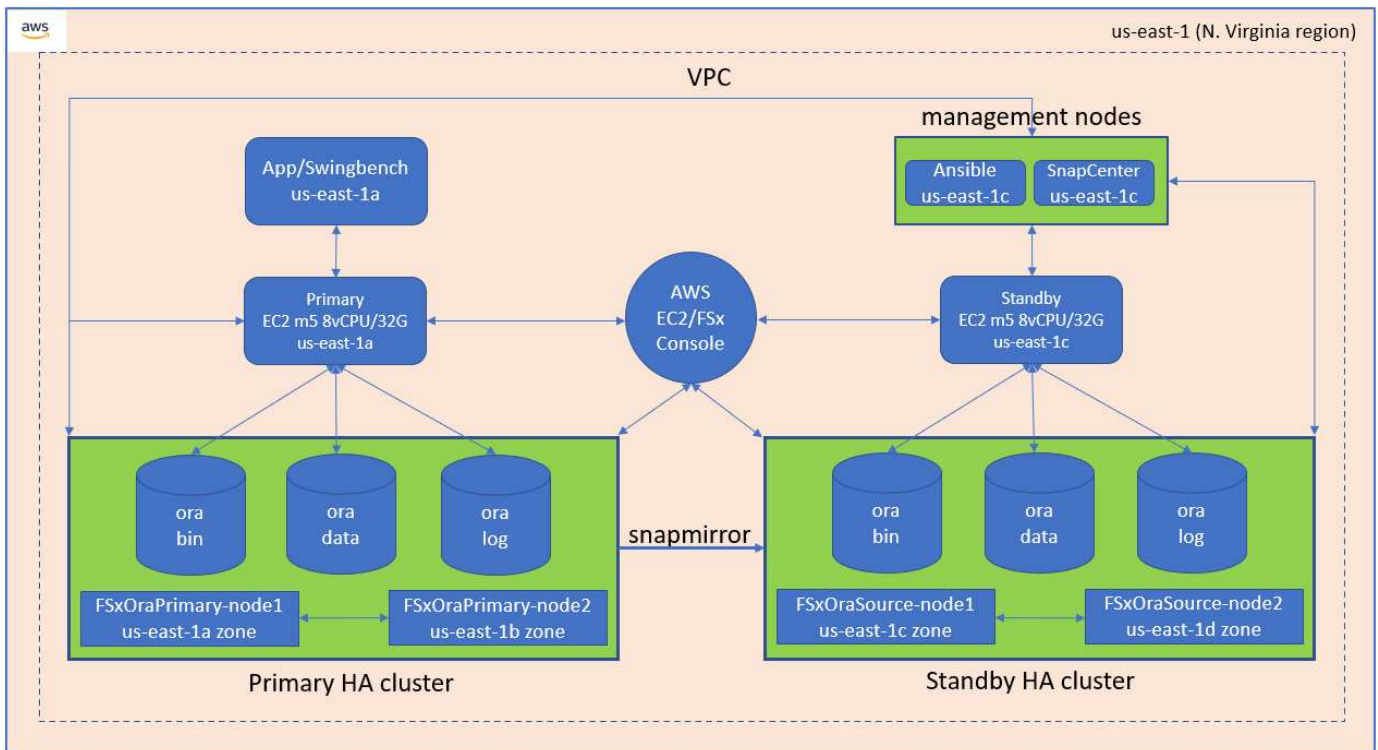 aws
us-east-1 (N. Virginia region)
VPC
management nodes
App/Swingbench
us-east-1a
Ansible
us-east-1c
SnapCenter
us-east-1c
Primary
EC2 m5 8vCPU/32G
us-east-1a
AWS
EC2/FSx
Console
Standby
EC2 m5 8vCPU/32G
us-east-1c
ora
bin
ora
data
ora
log
snapmirror
ora
bin
ora
data
ora
log
FSxOraPrimary-node1
us-east-1a zone
FSxOraPrimary-node2
us-east-1b zone
FSxOraSource-node1
us-east-1c zone
FSxOraSource-node2
us-east-1d zone
Primary HA cluster
Standby HA cluster